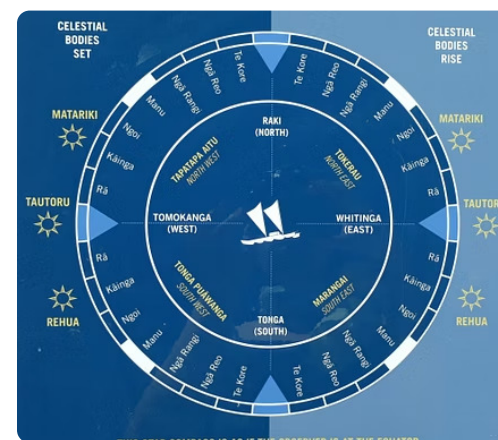 CELESTIAL
BODIES
SET
CELESTIAL
BODIES
RISE
Te Kore
Ngā Reo
Ngā Rangi
Manu
Ngoi
Kāinga
Rā
Te Kore
Ngā Reo
Ngā Rangi
Manu
Ngoi
Kāinga
Rā
MATARIKI
MATARIKI
RAKI
(NORTH)
TAPATAPA AITU
NORTH WEST
TOKERAU
NORTH EAST
TAUTORU
TOMOKANGA
(WEST)
WHITINGA
(EAST)
TAUTOR
REHUA
REHUA
TONGA PUĀWANGA
SOUTH WEST
MARANGAI
SOUTH EAST
TONGA
(SOUTH)
Rā
Kāinga
Ngoi
Manu
Ngā Rangi
Ngā Reo
Te Kore
Rā
Kāinga
Ngoi
Manu
Ngā Rangi
Ngā Reo
Te Kore